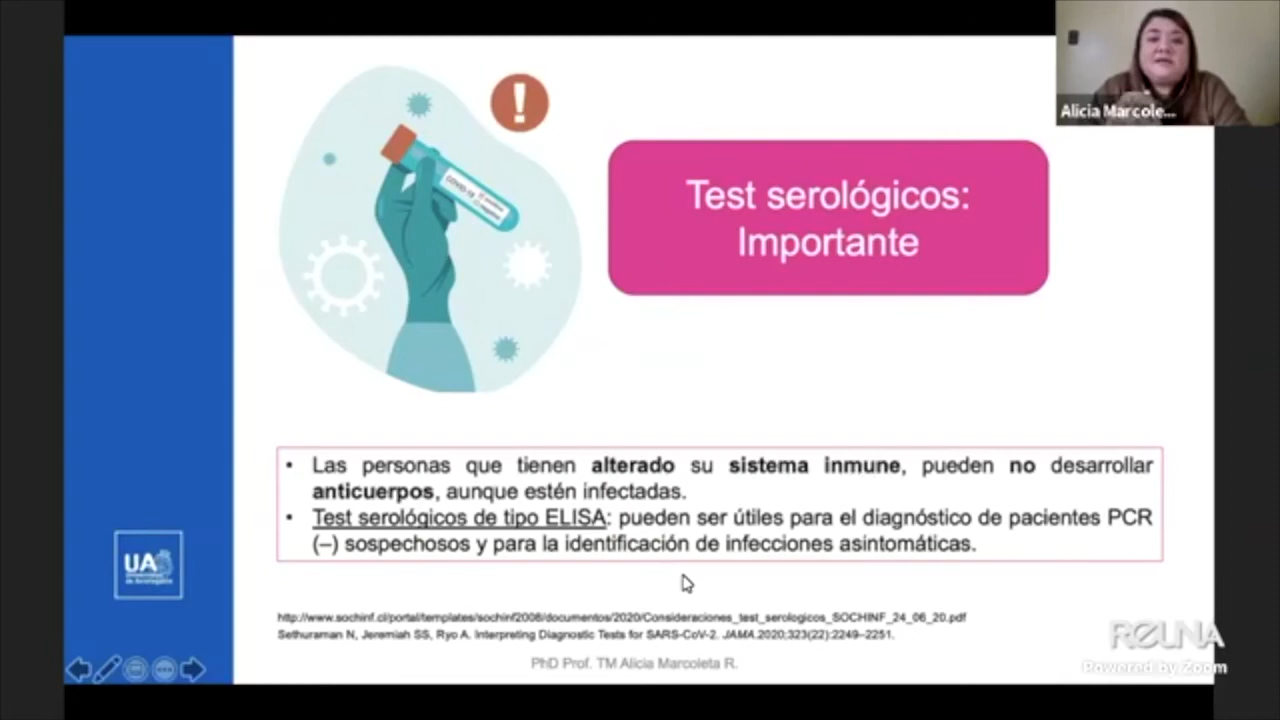 Alicia Marcole...
COVID-19
Test serológicos:
Importante
• Las personas que tienen alterado su sistema inmune, pueden no desarrollar
anticuerpos, aunque estén infectadas.
• Test serológicos de tipo ELISA: pueden ser útiles para el diagnóstico de pacientes PCR
(–) sospechosos y para la identificación de infecciones asintomáticas.
UA
http://www.sochinf.cl/portal/templates/sochinf2008/documentos/2020/Consideraciones_test_serologicos_SOCHINF_24_06_20.pdf
Sethuraman N, Jeremiah SS, Ryo A. Interpreting Diagnostic Tests for SARS-CoV-2. JAMA.2020;323(22):2249–2251.
PhD Prof. TM Alicia Marcoleta R.
REUNA
Powered by Zoom